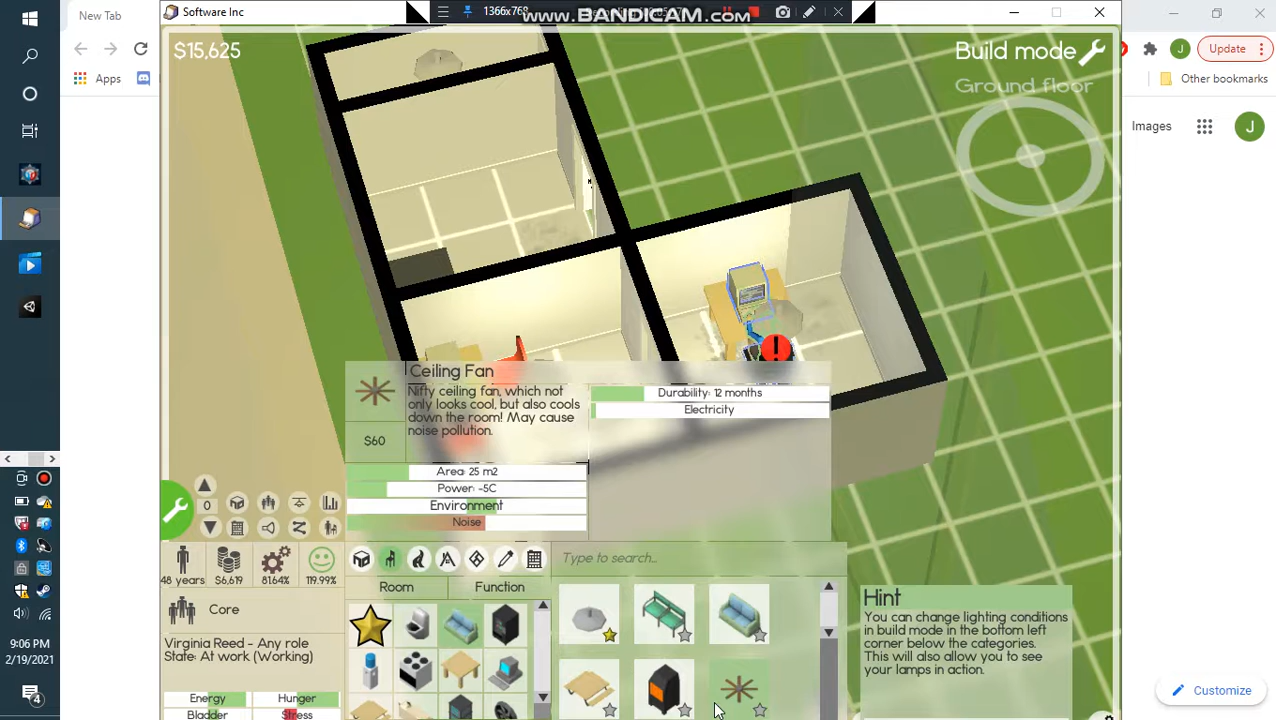 New Tab
Software Inc
1366x768
www.BANDICAM.com
Update
Apps
Other bookmarks
$15,625
Build mode
Ground floor
Images
J
J
Ceiling Fan
Nifty ceiling fan, which not
only looks cool, but also cools
down the room! May cause
noise pollution.
$60
Durability: 12 months
Electricity
Area: 25 m2
Power: -5C
Environment
Noise
0
48 years
$6,619
81.64%
119.99%
Type to search...
Room
Function
Core
Virginia Reed - Any role
State: At work (Working)
Energy
Hunger
Bladder
Stress
Hint
You can change lighting conditions
in build mode in the bottom left
corner below the categories.
This will also allow you to see
your lamps in action.
Customize
9:06 PM
2/19/2021
4